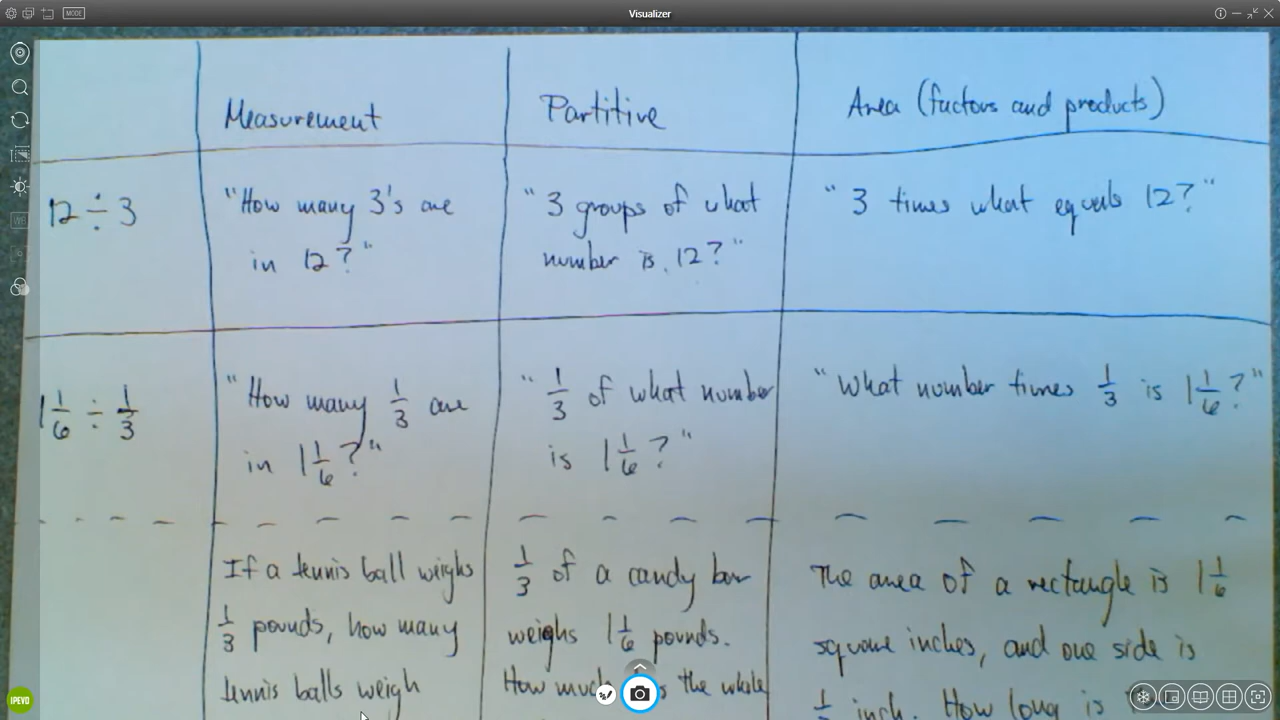 MODE
Visualizer
Measurement
Partitive
Area (factors and products)
12 ÷ 3
"How many 3's are
in 12?"
"3 groups of what
number is 12?"
"3 times what equals 12?"
1 1/6 ÷ 1/3
"How many 1/3 are
in 1 1/6?"
"1/3 of what number
is 1 1/6?"
"What number times 1/3 is 1 1/6?"
If a tennis ball weighs
1/3 pounds, how many
tennis balls weigh
1/3 of a candy bar
weighs 1 1/6 pounds.
How much the whole
The area of a rectangle is 1 1/6
square inches, and one side is
inch. How long is
IPEVO